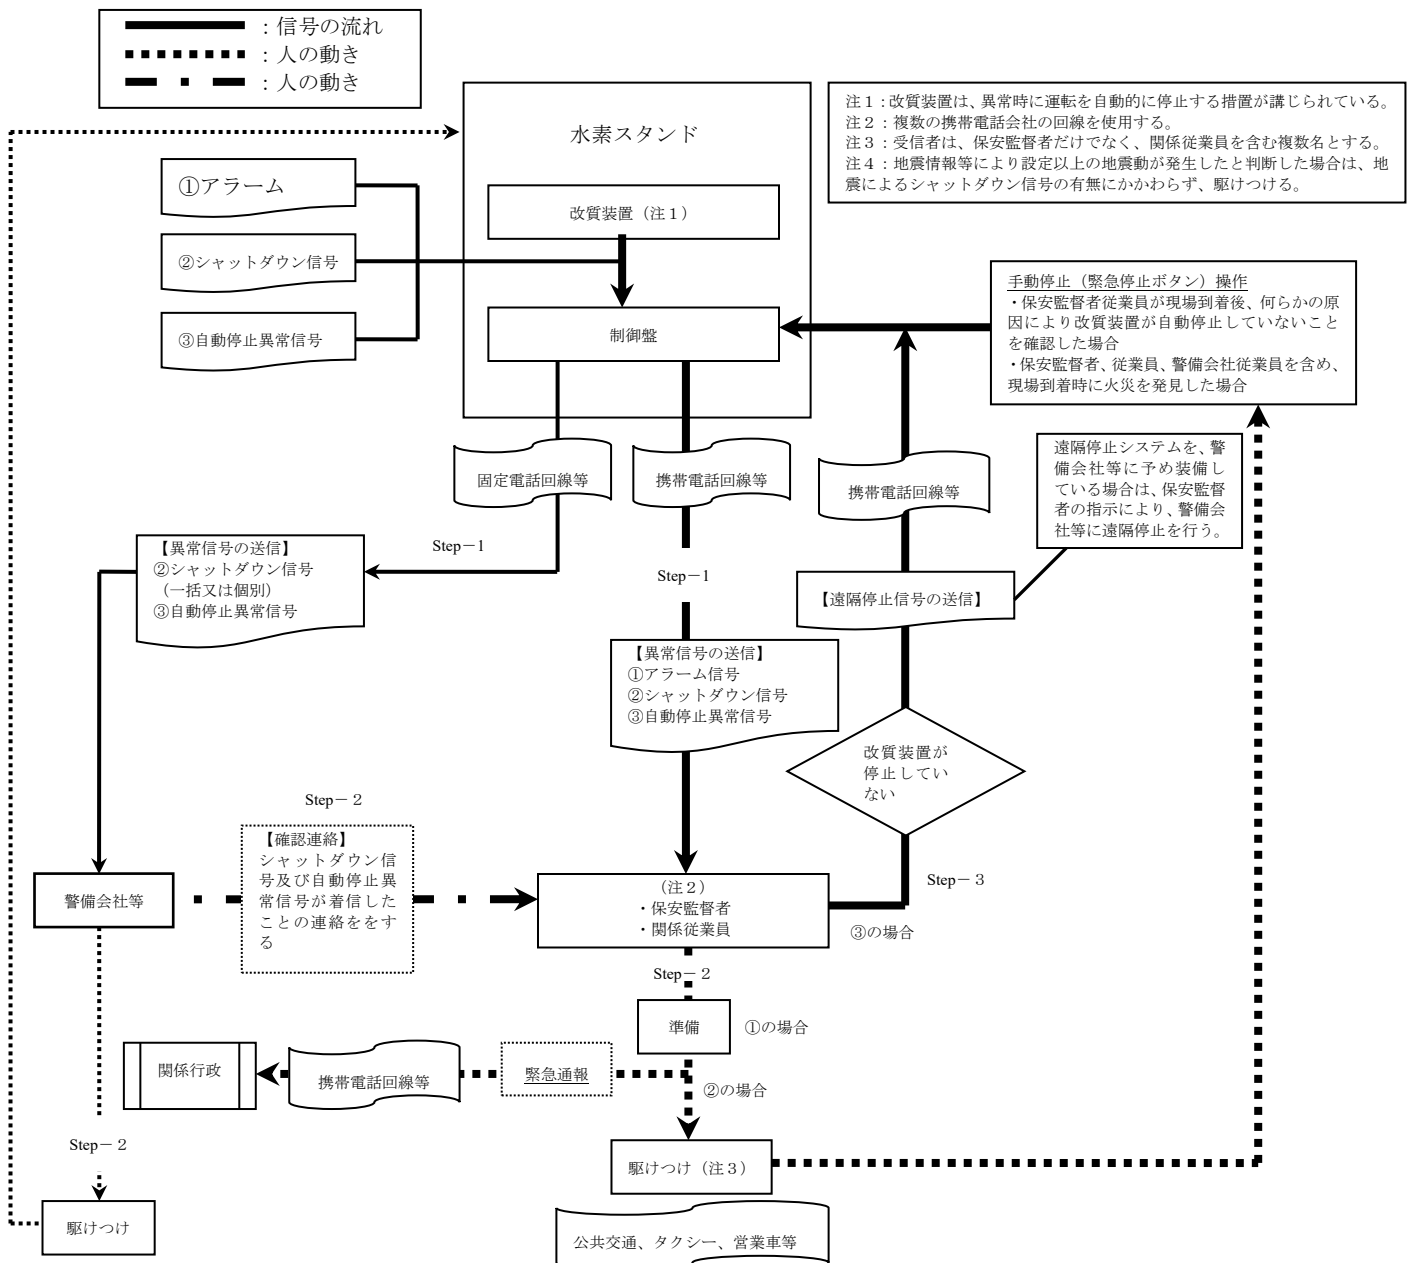 ：信号の流れ
：人の動き
：人の動き
水素スタンド
注１：改質装置は、異常時に運転を自動的に停止する措置が講じられている。
注２：複数の携帯電話会社の回線を使用する。
注３：受信者は、保安監督者だけでなく、関係従業員を含む複数名とする。
注４：地震情報等により設定以上の地震動が発生したと判断した場合は、地
震によるシャットダウン信号の有無にかかわらず、駆けつける。
①アラーム
改質装置（注１）
②シャットダウン信号
③自動停止異常信号
制御盤
手動停止（緊急停止ボタン）操作
・保安監督者従業員が現場到着後、何らかの原
因により改質装置が自動停止していないこと
を確認した場合
・保安監督者、従業員、警備会社従業員を含め、
現場到着時に火災を発見した場合
固定電話回線等
携帯電話回線等
携帯電話回線等
遠隔停止システムを、警
備会社等に予め装備し
ている場合は、保安監督
者の指示により、警備会
社等に遠隔停止を行う。
Step－1
【異常信号の送信】
②シャットダウン信号
（一括又は個別）
③自動停止異常信号
Step－1
【遠隔停止信号の送信】
【異常信号の送信】
①アラーム信号
②シャットダウン信号
③自動停止異常信号
改質装置が
停止してい
ない
Step－２
【確認連絡】
シャットダウン信
号及び自動停止異
常信号が着信した
ことの連絡ををす
る
警備会社等
（注２）
・保安監督者
・関係従業員
Step－３
③の場合
Step－２
準備
①の場合
関係行政
携帯電話回線等
緊急通報
②の場合
Step－２
駆けつけ（注３）
駆けつけ
公共交通、タクシー、営業車等